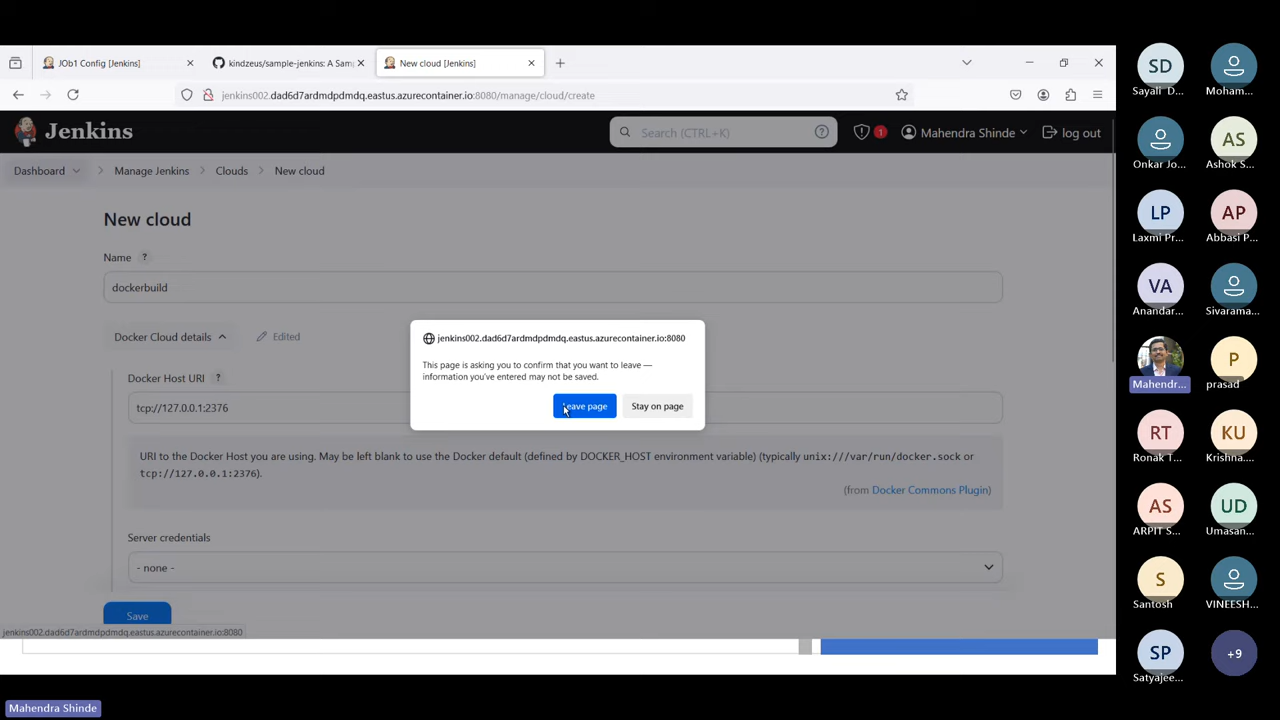 JOb1 Config [Jenkins]
kindzeus/sample-jenkins: A Sam
New cloud [Jenkins]
jenkins002.dad6d7ardmdpdmdq.eastus.azurecontainer.io:8080/manage/cloud/create
Jenkins
Search (CTRL+K)
1
Mahendra Shinde
log out
Dashboard
Manage Jenkins
Clouds
New cloud
New cloud
Name ?
dockerbuild
Docker Cloud details
Edited
Docker Host URI ?
tcp://127.0.0.1:2376
URI to the Docker Host you are using. May be left blank to use the Docker default (defined by DOCKER_HOST environment variable) (typically unix:///var/run/docker.sock or
tcp://127.0.0.1:2376).
(from Docker Commons Plugin)
Server credentials
- none -
Save
jenkins002.dad6d7ardmdpdmdq.eastus.azurecontainer.io:8080
jenkins002.dad6d7ardmdpdmdq.eastus.azurecontainer.io:8080
This page is asking you to confirm that you want to leave —
information you've entered may not be saved.
Leave page
Stay on page
SD
Sayali D...
Moham...
Onkar Jo...
AS
Ashok S...
LP
Laxmi Pr...
AP
Abbasi P...
VA
Anandar...
Sivarama...
Mahendr...
P
prasad
RT
Ronak T...
KU
Krishna...
AS
ARPIT S...
UD
Umasan...
S
Santosh
VINEESH...
SP
Satyajee...
+9
Mahendra Shinde